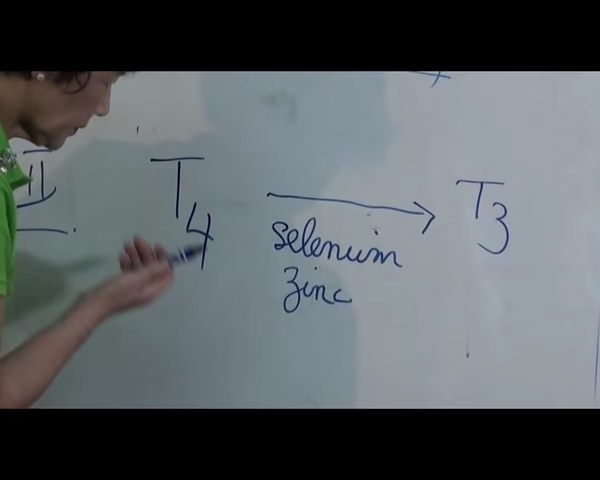 T4 → T3
selenium
zinc